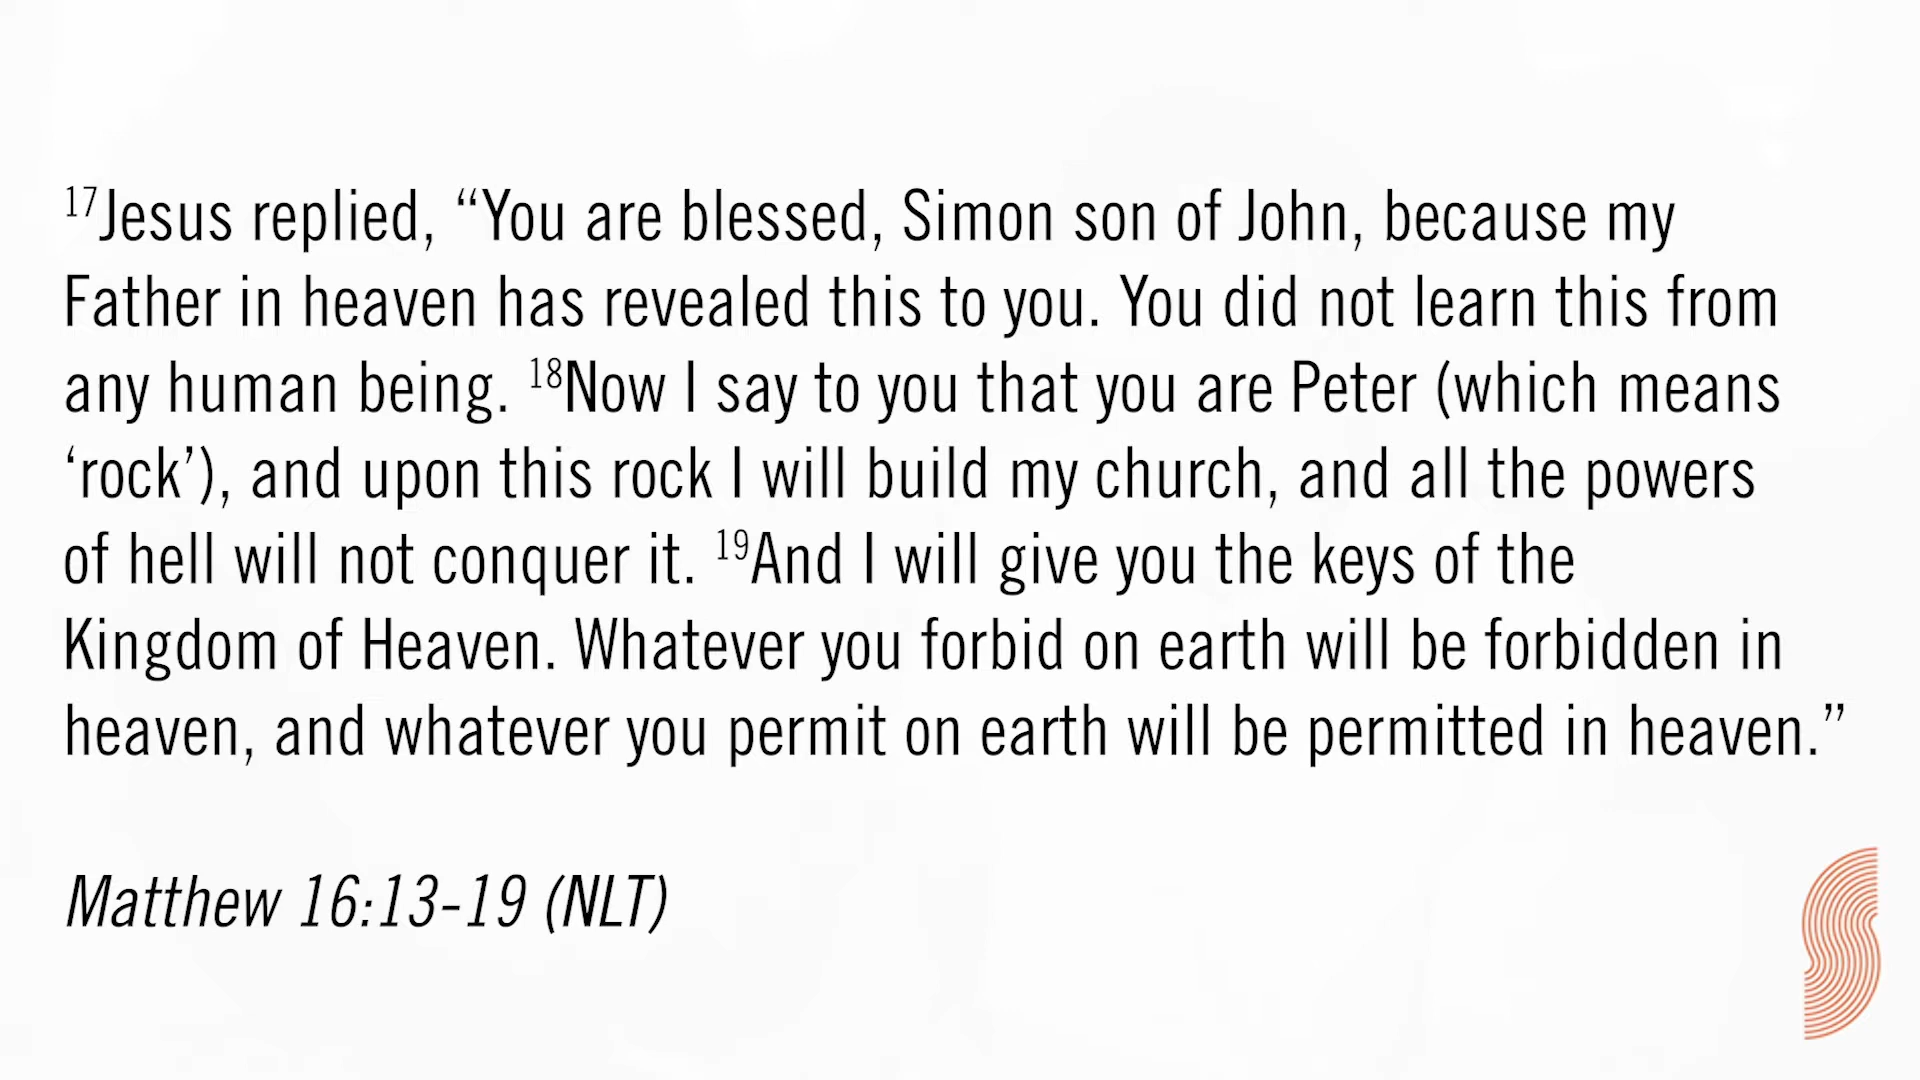 17Jesus replied, “You are blessed, Simon son of John, because my
Father in heaven has revealed this to you. You did not learn this from
any human being. 18Now I say to you that you are Peter (which means
‘rock’), and upon this rock I will build my church, and all the powers
of hell will not conquer it. 19And I will give you the keys of the
Kingdom of Heaven. Whatever you forbid on earth will be forbidden in
heaven, and whatever you permit on earth will be permitted in heaven.”
Matthew 16:13-19 (NLT)